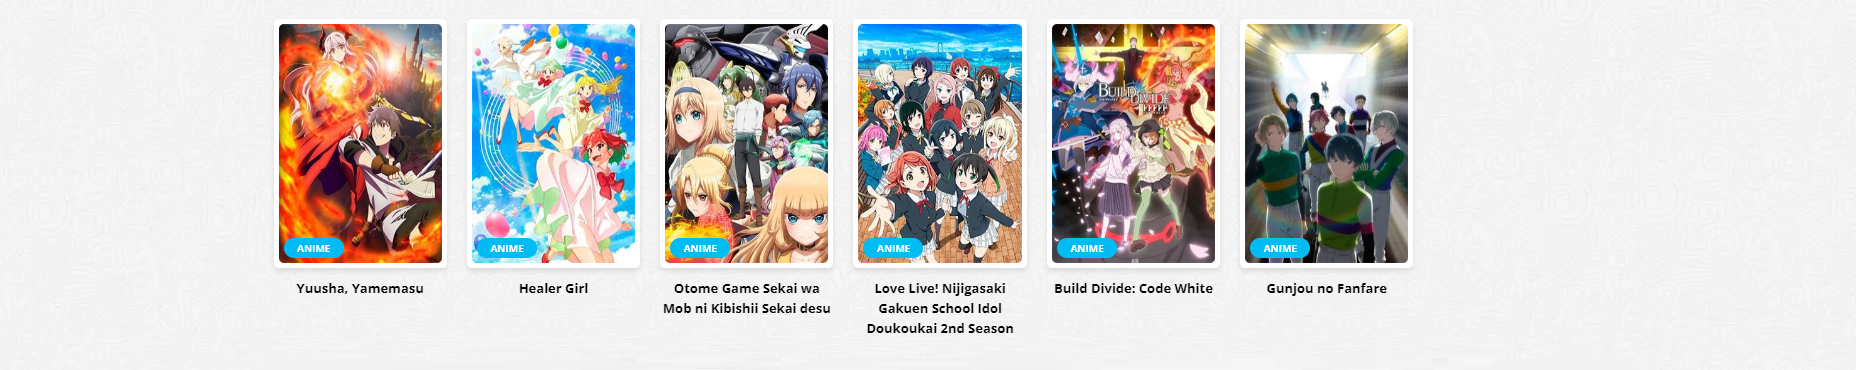 BUILD
DIVIDE
ANIME
ANIME
ANIME
ANIME
ANIME
ANIME
Yuusha, Yamemasu
Healer Girl
Otome Game Sekai wa
Mob ni Kibishii Sekai desu
Love Live! Nijigasaki
Gakuen School Idol
Doukoukai 2nd Season
Build Divide: Code White
Gunjou no Fanfare